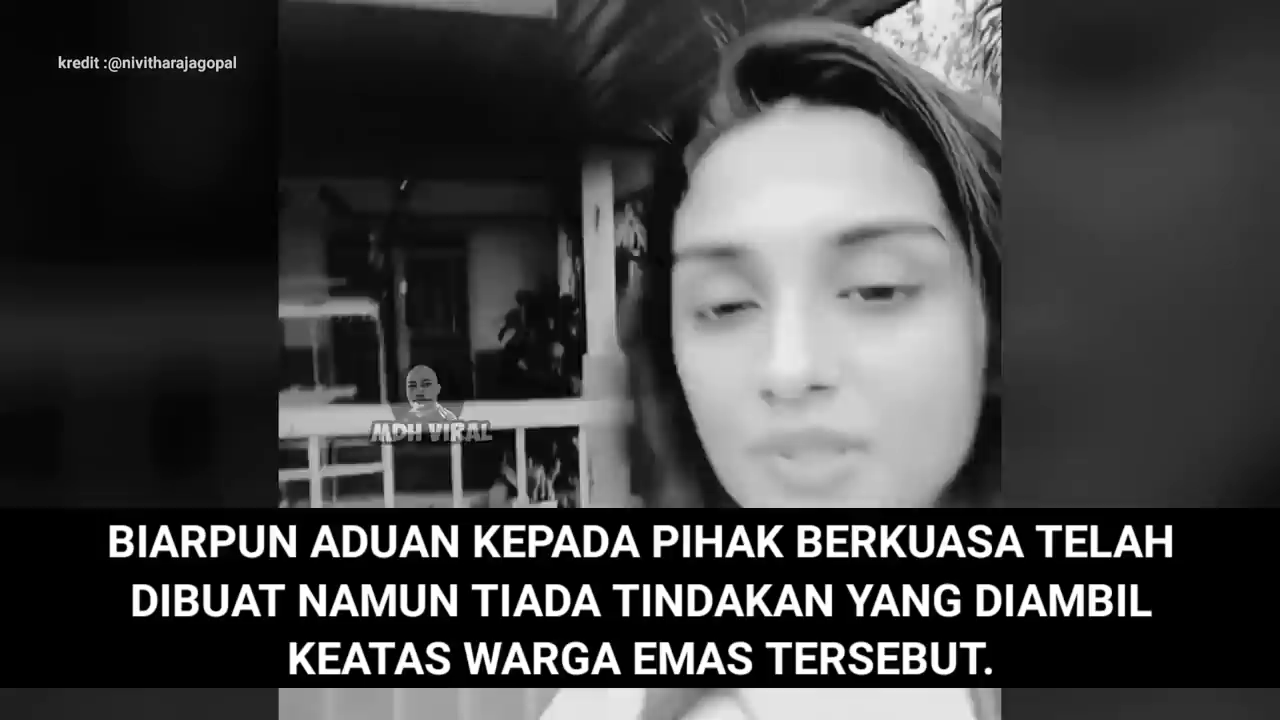 kredit :@nivitharajagopal
MDH VIRAL
BIARPUN ADUAN KEPADA PIHAK BERKUASA TELAH
DIBUAT NAMUN TIADA TINDAKAN YANG DIAMBIL
KEATAS WARGA EMAS TERSEBUT.